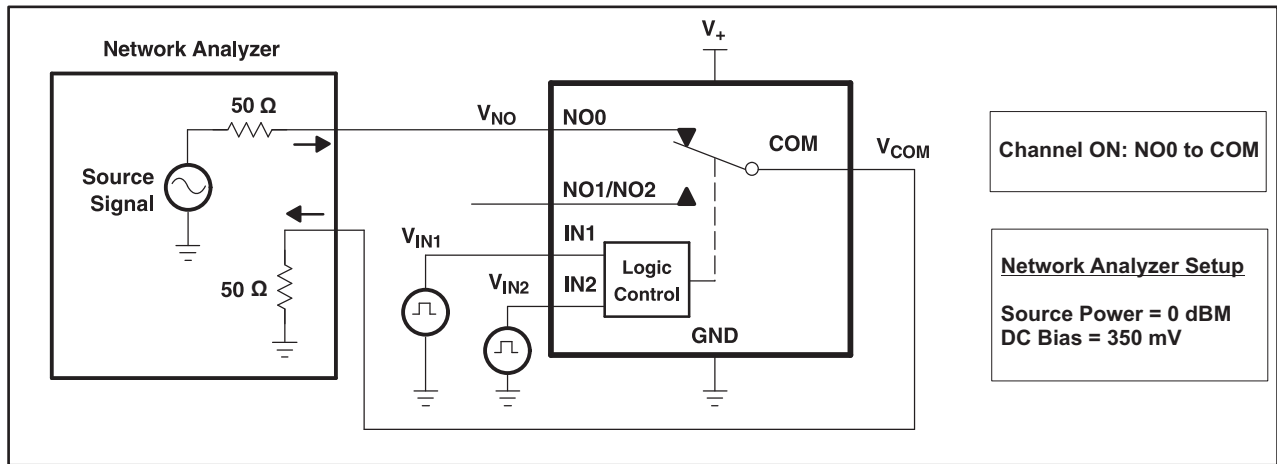 Network Analyzer
50 Ω
Source
Signal
50 Ω
V+
VNO
NO0
COM
VCOM
NO1/NO2
VIN1
IN1
VIN2
IN2
Logic
Control
GND
Channel ON: NO0 to COM
Network Analyzer Setup
Source Power = 0 dBM
DC Bias = 350 mV